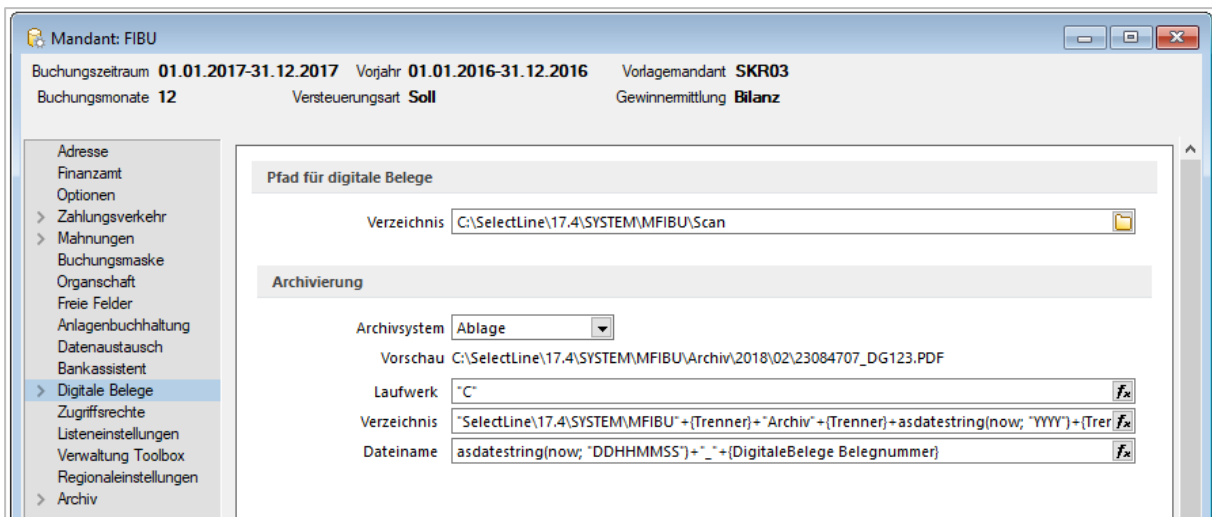 Mandant: FIBU
Buchungszeitraum 01.01.2017-31.12.2017 Vorjahr 01.01.2016-31.12.2016 Vorlagemandant SKR03
Buchungsmonate 12 Versteuerungsart Soll Gewinnermittlung Bilanz
Adresse
Finanzamt
Optionen
Zahlungsverkehr
Mahnungen
Buchungsmaske
Organschaft
Freie Felder
Anlagenbuchhaltung
Datenaustausch
Bankassistent
Digitale Belege
Zugriffsrechte
Listeneinstellungen
Verwaltung Toolbox
Regionaleinstellungen
Archiv
Pfad für digitale Belege
Verzeichnis C:\SelectLine\17.4\SYSTEM\MFIBU\Scan
Archivierung
Archivsystem Ablage
Vorschau C:\SelectLine\17.4\SYSTEM\MFIBU\Archiv\2018\02\23084707_DG123.PDF
Laufwerk "C" fx
Verzeichnis "SelectLine\17.4\SYSTEM\MFIBU"+{Trenner}+"Archiv"+{Trenner}+asdatestring(now; "YYYY")+{Trer fx
Dateiname asdatestring(now; "DDHHMMSS")+"_"+{DigitaleBelege Belegnummer} fx